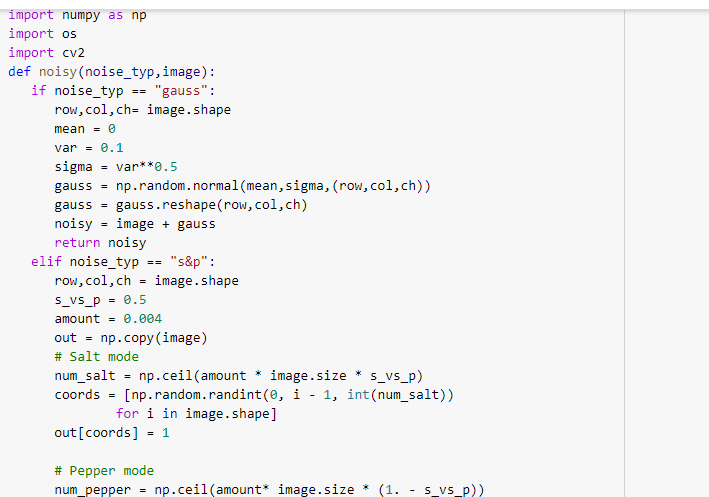 import numpy as np
import os
import cv2
def noisy(noise_typ,image):
   if noise_typ == "gauss":
      row,col,ch= image.shape
      mean = 0
      var = 0.1
      sigma = var**0.5
      gauss = np.random.normal(mean,sigma,(row,col,ch))
      gauss = gauss.reshape(row,col,ch)
      noisy = image + gauss
      return noisy
   elif noise_typ == "s&p":
      row,col,ch = image.shape
      s_vs_p = 0.5
      amount = 0.004
      out = np.copy(image)
      # Salt mode
      num_salt = np.ceil(amount * image.size * s_vs_p)
      coords = [np.random.randint(0, i - 1, int(num_salt))
              for i in image.shape]
      out[coords] = 1

      # Pepper mode
      num_pepper = np.ceil(amount* image.size * (1. - s_vs_p))